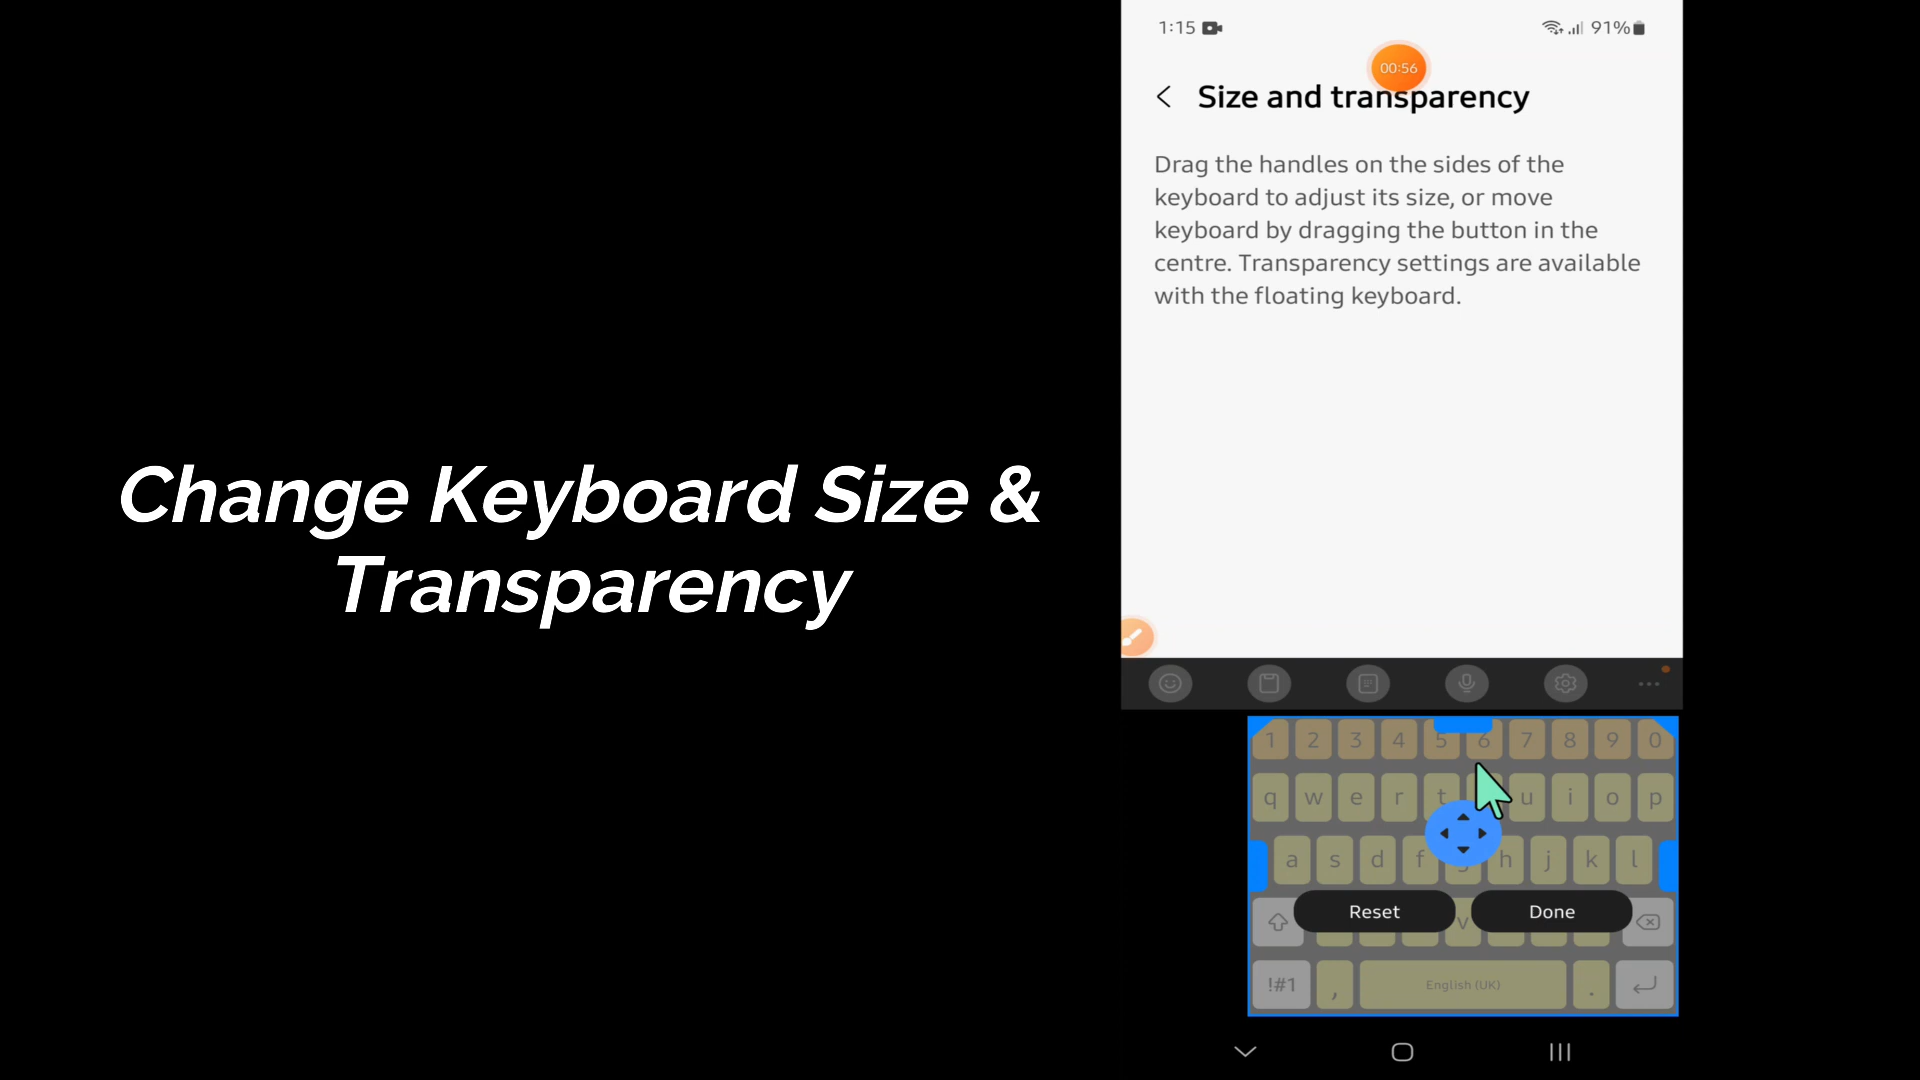 Change Keyboard Size &
Transparency
1:15
91%
00:56
Size and transparency
Drag the handles on the sides of the
keyboard to adjust its size, or move
keyboard by dragging the button in the
centre. Transparency settings are available
with the floating keyboard.
1 2 3 4 5 6 7 8 9 0
q w e r t u i o p
a s d f g h j k l
Reset v Done
!#1 , English (UK) .